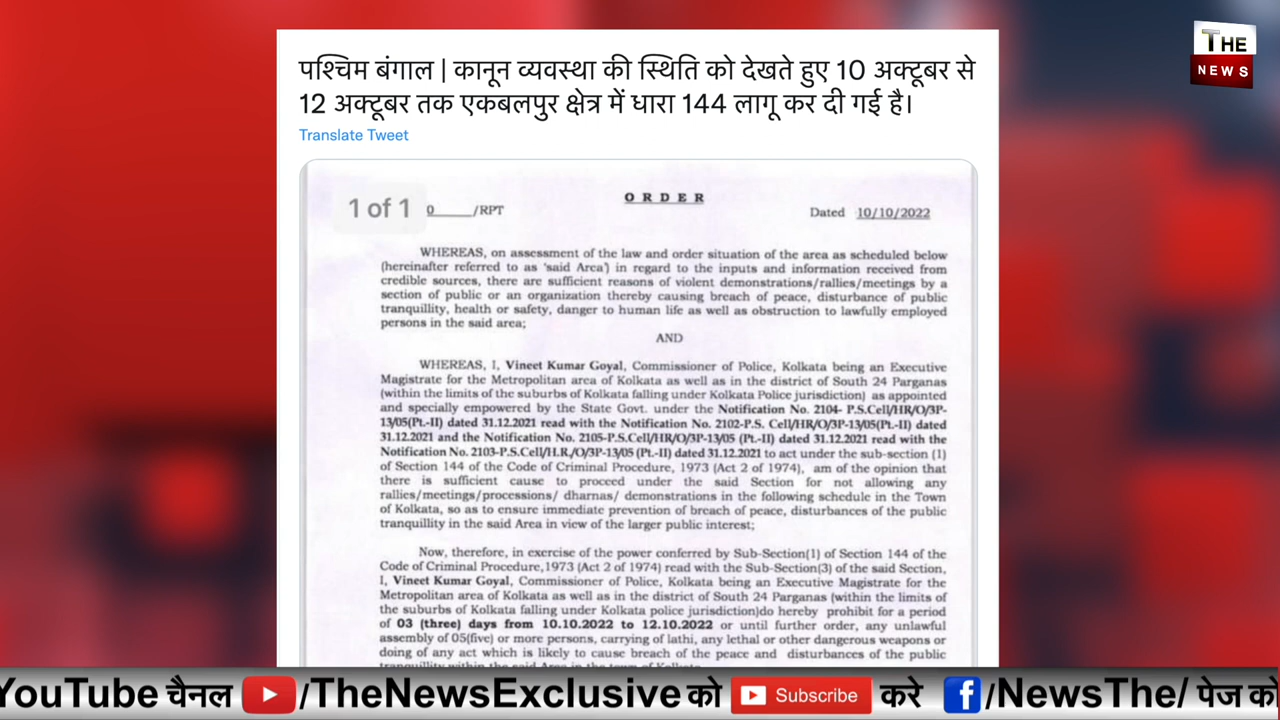 THE
NEWS
पश्चिम बंगाल | कानून व्यवस्था की स्थिति को देखते हुए 10 अक्टूबर से
12 अक्टूबर तक एकबलपुर क्षेत्र में धारा 144 लागू कर दी गई है।
Translate Tweet
1 of 1
0____/RPT
ORDER
Dated 10/10/2022
WHEREAS, on assessment of the law and order situation of the area as scheduled below
(hereinafter referred to as 'said Area') in regard to the inputs and information received from
credible sources, there are sufficient reasons of violent demonstrations/rallies/meetings by a
section of public or an organization thereby causing breach of peace, disturbance of public
tranquillity, health or safety, danger to human life as well as obstruction to lawfully employed
persons in the said area;
AND
WHEREAS, I, Vineet Kumar Goyal, Commissioner of Police, Kolkata being an Executive
Magistrate for the Metropolitan area of Kolkata as well as in the district of South 24 Parganas
(within the limits of the suburbs of Kolkata falling under Kolkata Police jurisdiction) as appointed
and specially empowered by the State Govt. under the Notification No. 2104- P.S.Cell/HR/O/3P-
13/05(Pt.-II) dated 31.12.2021 read with the Notification No. 2102-P.S. Cell/HR/O/3P-13/05(Pt.-II) dated
31.12.2021 and the Notification No. 2105-P.S.Cell/HR/O/3P-13/05 (Pt.-II) dated 31.12.2021 read with the
Notification No. 2103-P.S.Cell/H.R./O/3P-13/05 (Pt.-II) dated 31.12.2021 to act under the sub-section (1)
of Section 144 of the Code of Criminal Procedure, 1973 (Act 2 of 1974), am of the opinion that
there is sufficient cause to proceed under the said Section for not allowing any
rallies/meetings/processions/ dharnas/ demonstrations in the following schedule in the Town
of Kolkata, so as to ensure immediate prevention of breach of peace, disturbances of the public
tranquillity in the said Area in view of the larger public interest;
Now, therefore, in exercise of the power conferred by Sub-Section(1) of Section 144 of the
Code of Criminal Procedure,1973 (Act 2 of 1974) read with the Sub-Section(3) of the said Section,
I, Vineet Kumar Goyal, Commissioner of Police, Kolkata being an Executive Magistrate for the
Metropolitan area of Kolkata as well as in the district of South 24 Parganas (within the limits of
the suburbs of Kolkata falling under Kolkata police jurisdiction)do hereby prohibit for a period
of 03 (three) days from 10.10.2022 to 12.10.2022 or until further order, any unlawful
assembly of 05(five) or more persons, carrying of lathi, any lethal or other dangerous weapons or
doing of any act which is likely to cause breach of the peace and disturbances of the public
tranquillity within the said Area in the town of Kolkata.
YouTube चैनल /TheNewsExclusive को Subscribe करे /NewsThe/ पेज को